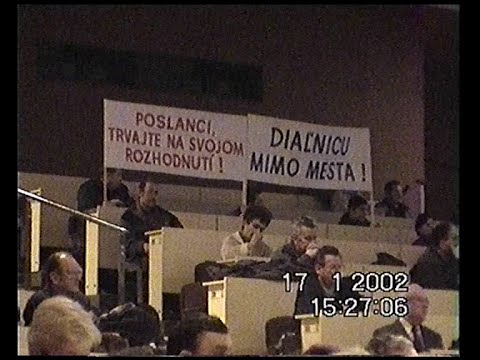 POSLANCI,
TRVAJTE NA SVOJOM
ROZHODNUTÍ !
DIAĽNICU
MIMO MESTA !
17 1 2002
15:27:06